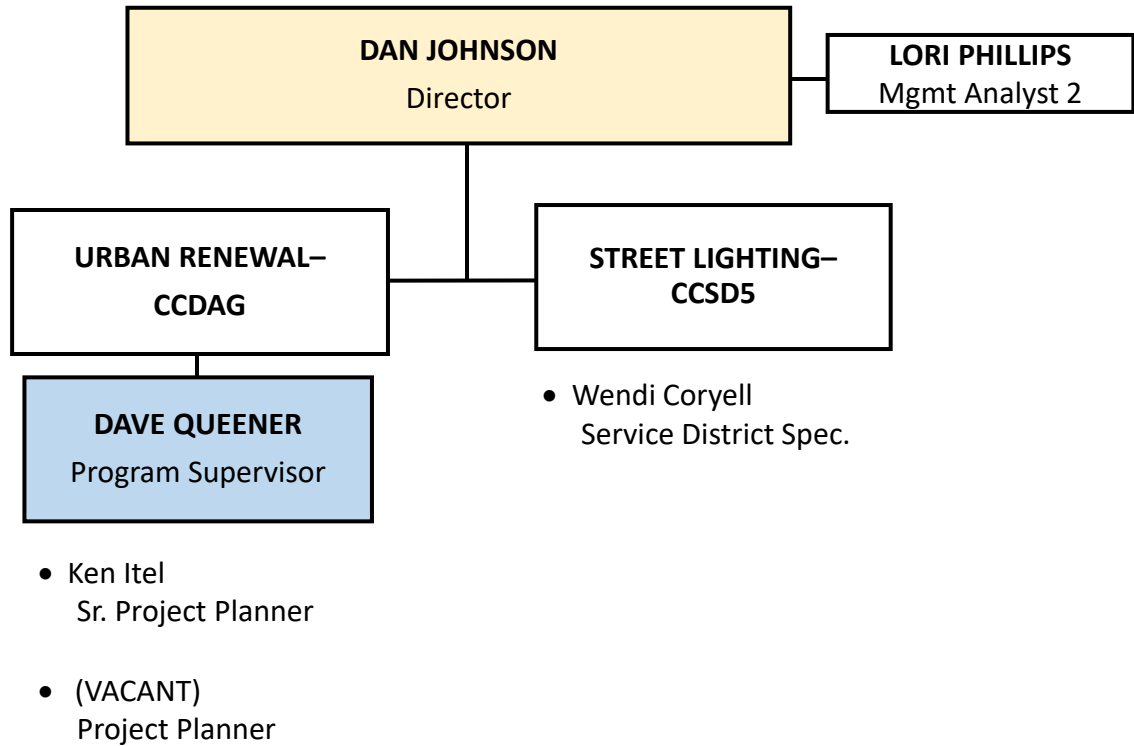 DAN JOHNSON
Director
LORI PHILLIPS
Mgmt Analyst 2
URBAN RENEWAL–
CCDAG
STREET LIGHTING–
CCSD5
DAVE QUEENER
Program Supervisor
• Wendi Coryell
Service District Spec.
• Ken Itel
Sr. Project Planner
• (VACANT)
Project Planner